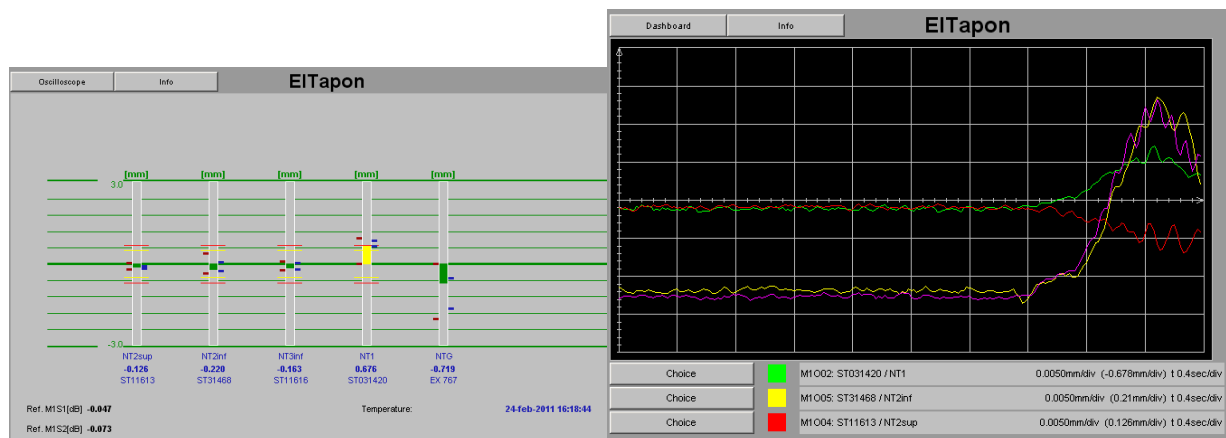 Oscilloscope Info ElTapon
[mm] [mm] [mm] [mm] [mm]
3.0
-3.0
NT2sup NT2inf NT3inf NT1 NTG
-0.126 -0.220 -0.163 0.676 -0.719
ST11613 ST31468 ST11616 ST031420 EX 767
Ref. M1S1[dB] -0.047 Temperature: 24-feb-2011 16:18:44
Ref. M1S2[dB] -0.073
Dashboard Info ElTapon
Choice M1O02: ST031420 / NT1 0.0050mm/div (-0.678mm/div) t 0.4sec/div
Choice M1O05: ST31468 / NT2inf 0.0050mm/div (0.21mm/div) t 0.4sec/div
Choice M1O04: ST11613 / NT2sup 0.0050mm/div (0.126mm/div) t 0.4sec/div